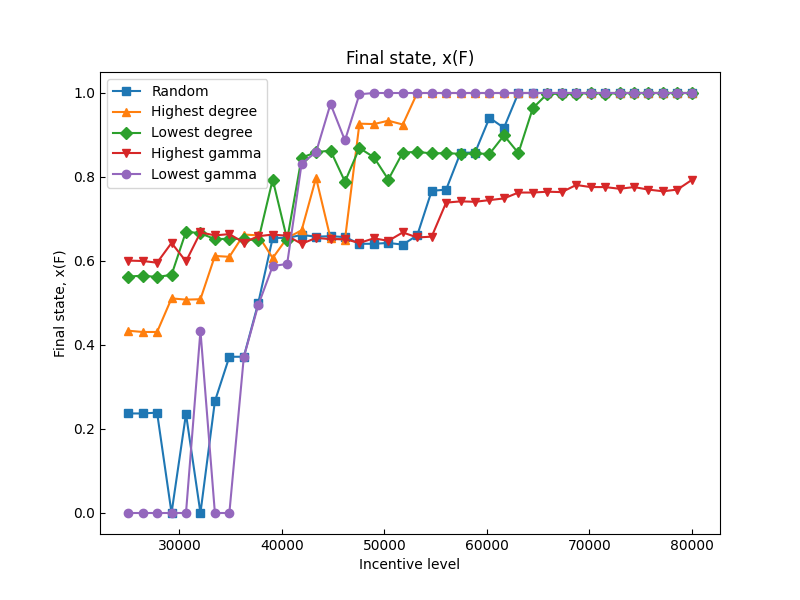 Final state, x(F)
Random
Highest degree
Lowest degree
Highest gamma
Lowest gamma
1.0
0.8
0.6
0.4
0.2
0.0
Final state, x(F)
30000 40000 50000 60000 70000 80000
Incentive level